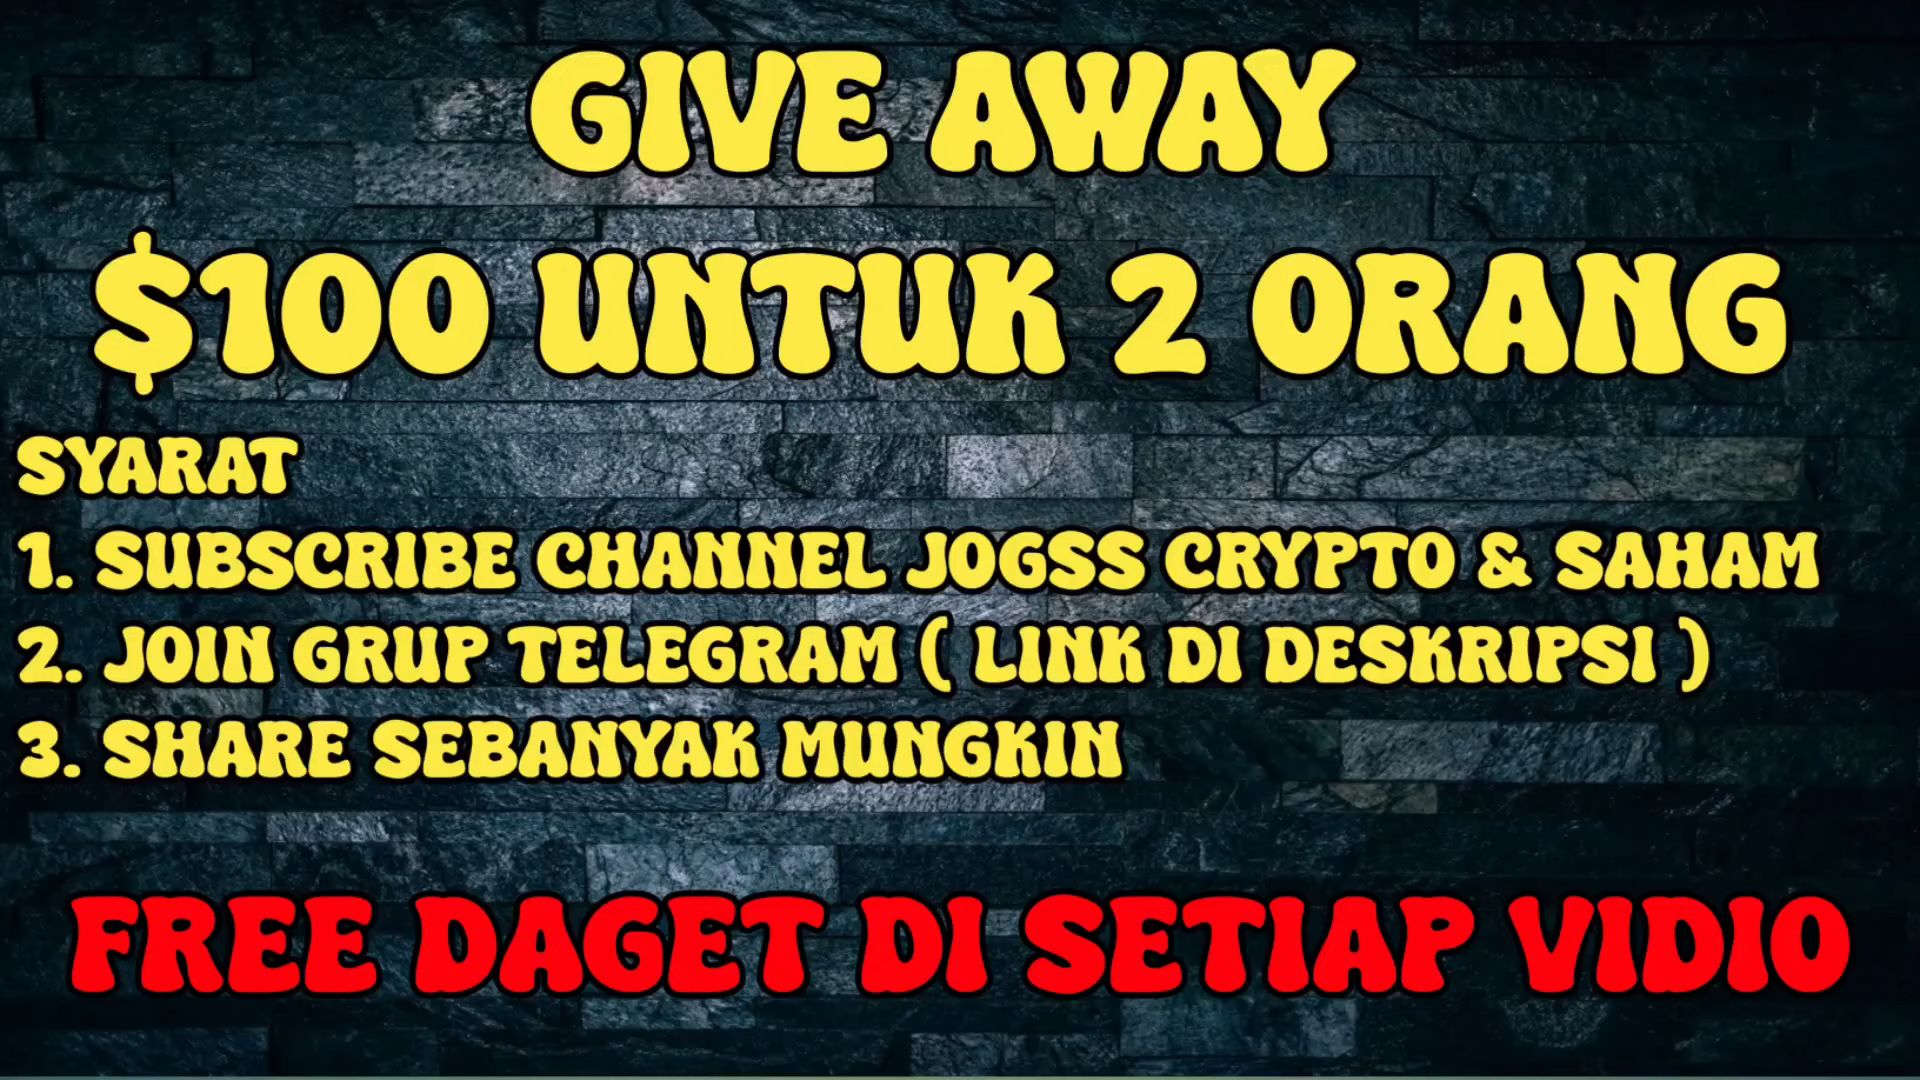 GIVE AWAY
$100 UNTUK 2 ORANG
SYARAT
1. SUBSCRIBE CHANNEL JOGSS CRYPTO & SAHAM
2. JOIN GRUP TELEGRAM ( LINK DI DESKRIPSI )
3. SHARE SEBANYAK MUNGKIN
FREE DAGET DI SETIAP VIDIO